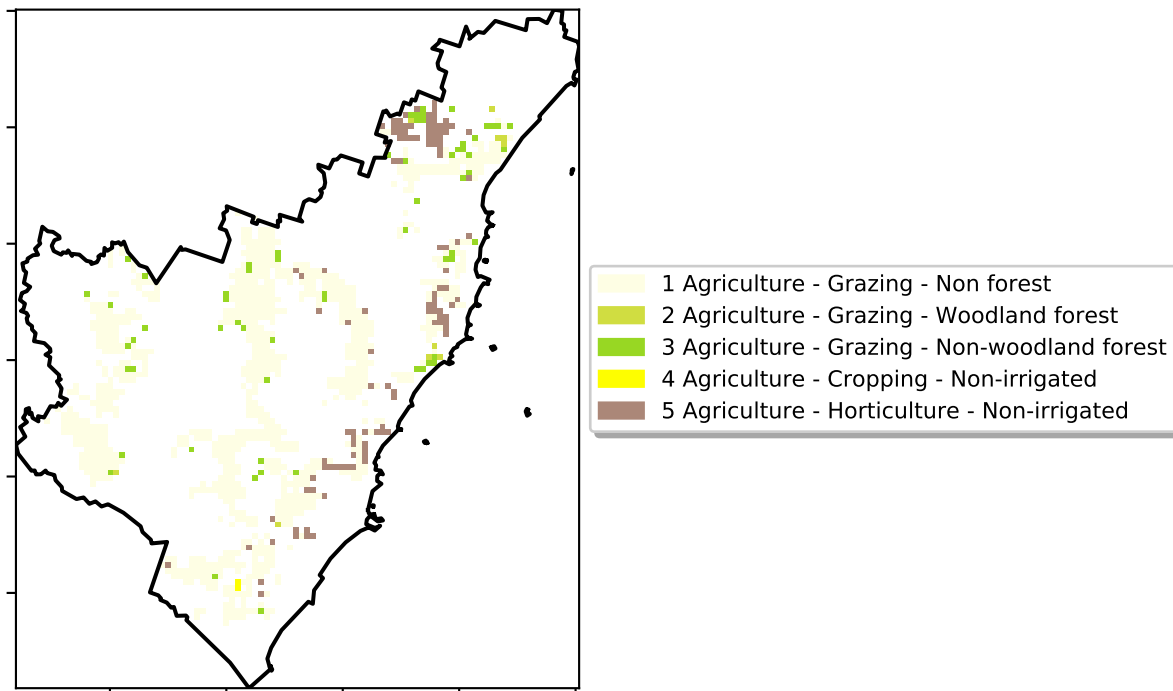 1 Agriculture - Grazing - Non forest
2 Agriculture - Grazing - Woodland forest
3 Agriculture - Grazing - Non-woodland forest
4 Agriculture - Cropping - Non-irrigated
5 Agriculture - Horticulture - Non-irrigated